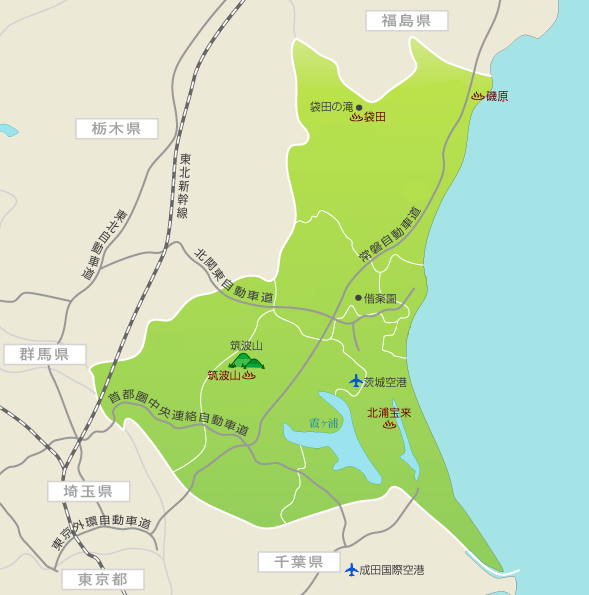 福島県
磯原
袋田の滝
袋田
栃木県
東北新幹線
東北自動車道
常磐自動車道
北関東自動車道
偕楽園
筑波山
群馬県
筑波山
茨城空港
首都圏中央連絡自動車道
北浦宝来
霞ヶ浦
埼玉県
東京外環自動車道
千葉県
成田国際空港
東京都